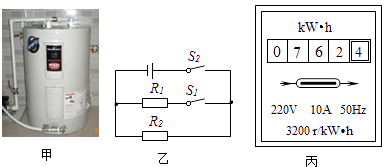 甲
S2
R1
S1
R2
乙
kW•h
0 7 6 2 4
220V 10A 50Hz
3200 r/kW•h
丙